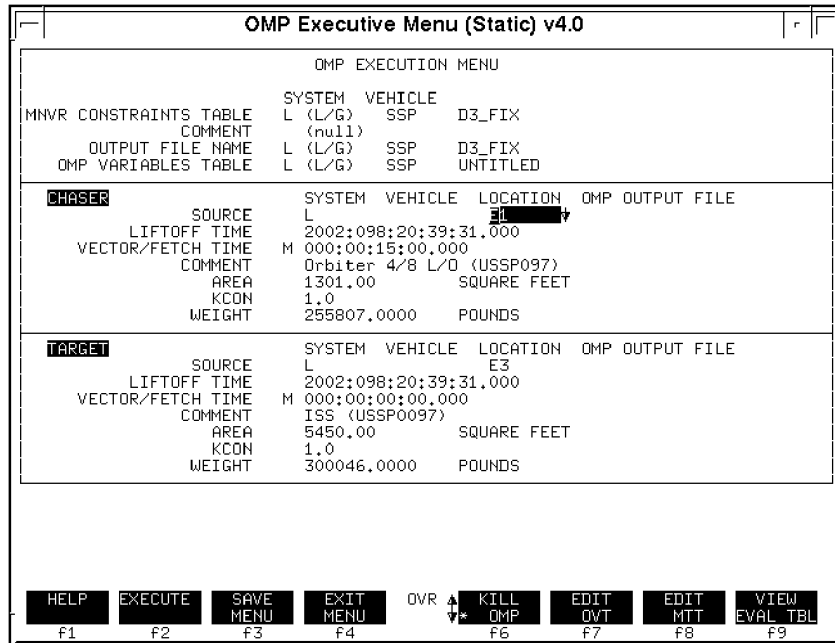 OMP Executive Menu (Static) v4.0
OMP EXECUTION MENU
SYSTEM VEHICLE
MNVR CONSTRAINTS TABLE L (L/G) SSP D3_FIX
COMMENT (null)
OUTPUT FILE NAME L (L/G) SSP D3_FIX
OMP VARIABLES TABLE L (L/G) SSP UNTITLED
CHASER SYSTEM VEHICLE LOCATION OMP OUTPUT FILE
SOURCE L E1
LIFTOFF TIME 2002:098:20:39:31.000
VECTOR/FETCH TIME M 000:00:15:00.000
COMMENT Orbiter 4/8 L/O (USSP097)
AREA 1301.00 SQUARE FEET
KCON 1.0
WEIGHT 255807.0000 POUNDS
TARGET SYSTEM VEHICLE LOCATION OMP OUTPUT FILE
SOURCE L E3
LIFTOFF TIME 2002:098:20:39:31.000
VECTOR/FETCH TIME M 000:00:00:00.000
COMMENT ISS (USSP0097)
AREA 5450.00 SQUARE FEET
KCON 1.0
WEIGHT 300046.0000 POUNDS
HELP EXECUTE SAVE EXIT OVR KILL EDIT EDIT VIEW
MENU MENU * OMP OVT MTT EVAL TBL
f1 f2 f3 f4 f6 f7 f8 f9